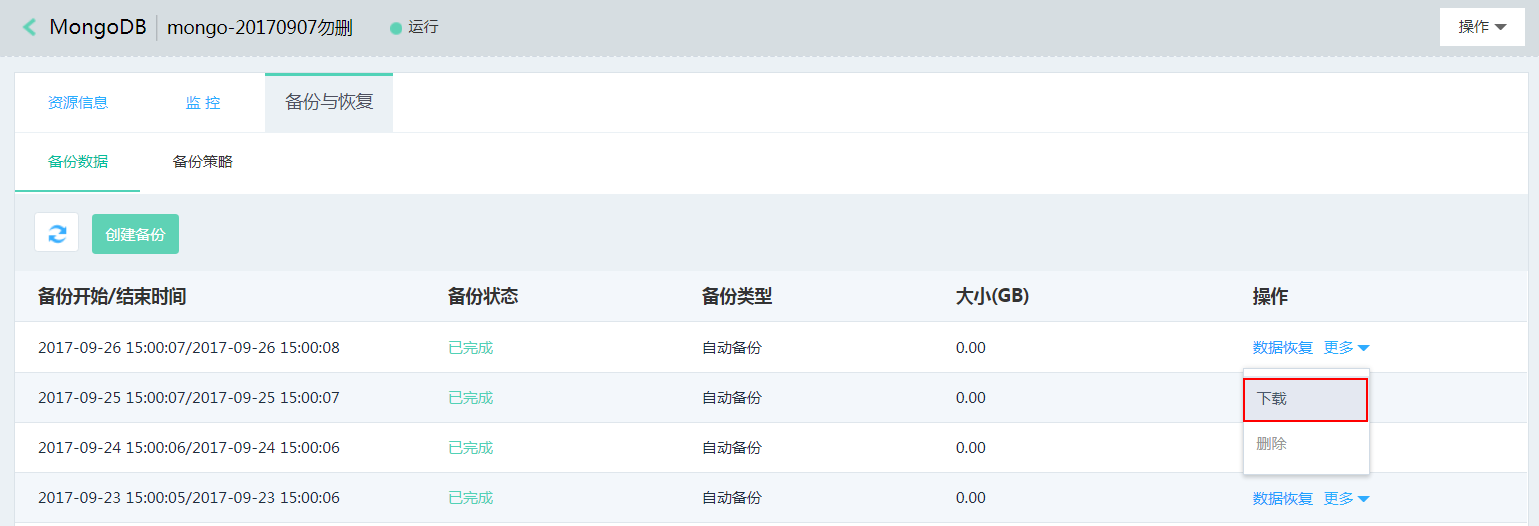 MongoDB mongo-20170907勿删 运行 操作
资源信息 监 控 备份与恢复
备份数据 备份策略
创建备份
备份开始/结束时间 备份状态 备份类型 大小(GB) 操作
2017-09-26 15:00:07/2017-09-26 15:00:08 已完成 自动备份 0.00 数据恢复 更多
2017-09-25 15:00:07/2017-09-25 15:00:07 已完成 自动备份 0.00 下载
2017-09-24 15:00:06/2017-09-24 15:00:06 已完成 自动备份 0.00 删除
2017-09-23 15:00:05/2017-09-23 15:00:06 已完成 自动备份 0.00 数据恢复 更多